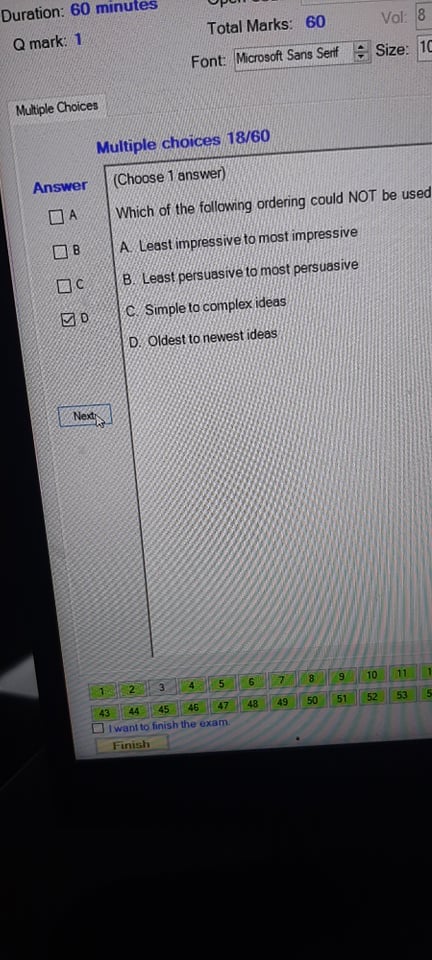 Duration: 60 minutes
Q mark: 1
Total Marks: 60
Vol: 8
Font: Microsoft Sans Serif
Size: 10
Multiple Choices
Multiple choices 18/60
Answer
(Choose 1 answer)
A
Which of the following ordering could NOT be used
B
A. Least impressive to most impressive
C
B. Least persuasive to most persuasive
D
C. Simple to complex ideas
D. Oldest to newest ideas
Next
1 2 3 4 5 6 7 8 9 10 11
43 44 45 46 47 48 49 50 51 52 53
I want to finish the exam.
Finish